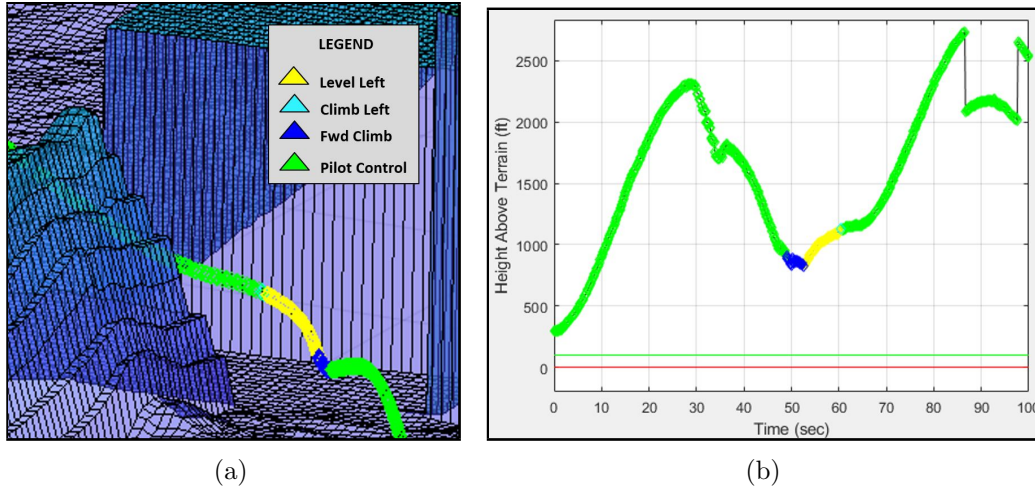 LEGEND
Level Left
Climb Left
Fwd Climb
Pilot Control
Height Above Terrain (ft)
2500
2000
1500
1000
500
0
0 10 20 30 40 50 60 70 80 90 100
Time (sec)
(a)
(b)